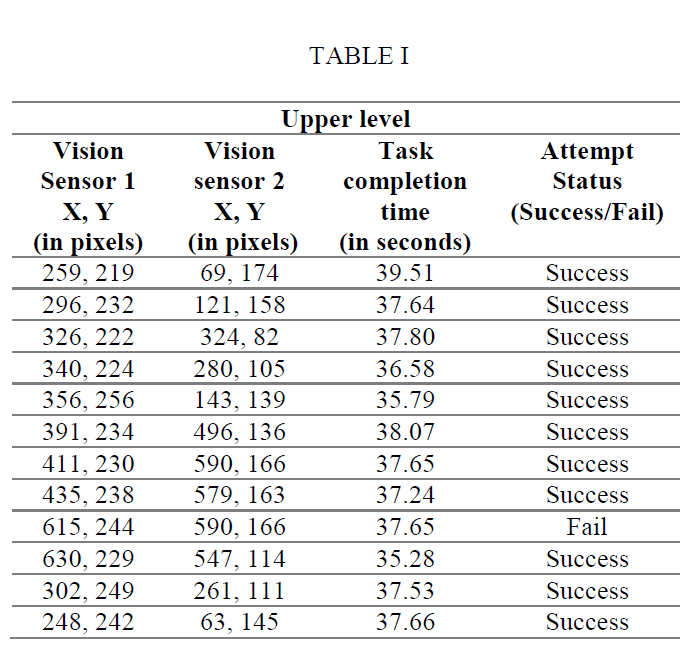 TABLE I
Upper level
Vision Vision Task Attempt
Sensor 1 sensor 2 completion Status
X, Y X, Y time (Success/Fail)
(in pixels) (in pixels) (in seconds)
259, 219 69, 174 39.51 Success
296, 232 121, 158 37.64 Success
326, 222 324, 82 37.80 Success
340, 224 280, 105 36.58 Success
356, 256 143, 139 35.79 Success
391, 234 496, 136 38.07 Success
411, 230 590, 166 37.65 Success
435, 238 579, 163 37.24 Success
615, 244 590, 166 37.65 Fail
630, 229 547, 114 35.28 Success
302, 249 261, 111 37.53 Success
248, 242 63, 145 37.66 Success